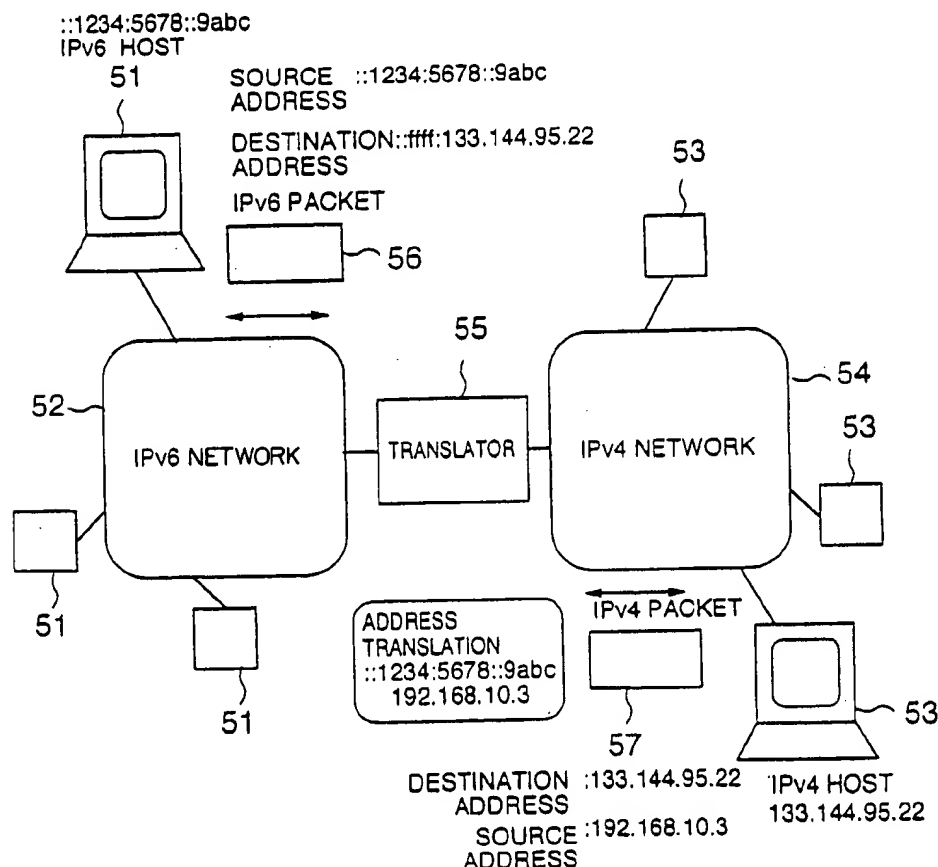 ::1234:5678::9abc
IPv6 HOST
51
SOURCE ::1234:5678::9abc
ADDRESS
DESTINATION::ffff:133.144.95.22
ADDRESS
IPv6 PACKET
56
53
55
54
52
IPv6 NETWORK
TRANSLATOR
IPv4 NETWORK
53
51
51
IPv4 PACKET
ADDRESS
TRANSLATION
::1234:5678::9abc
192.168.10.3
57
53
DESTINATION :133.144.95.22
ADDRESS
SOURCE :192.168.10.3
ADDRESS
IPv4 HOST
133.144.95.22